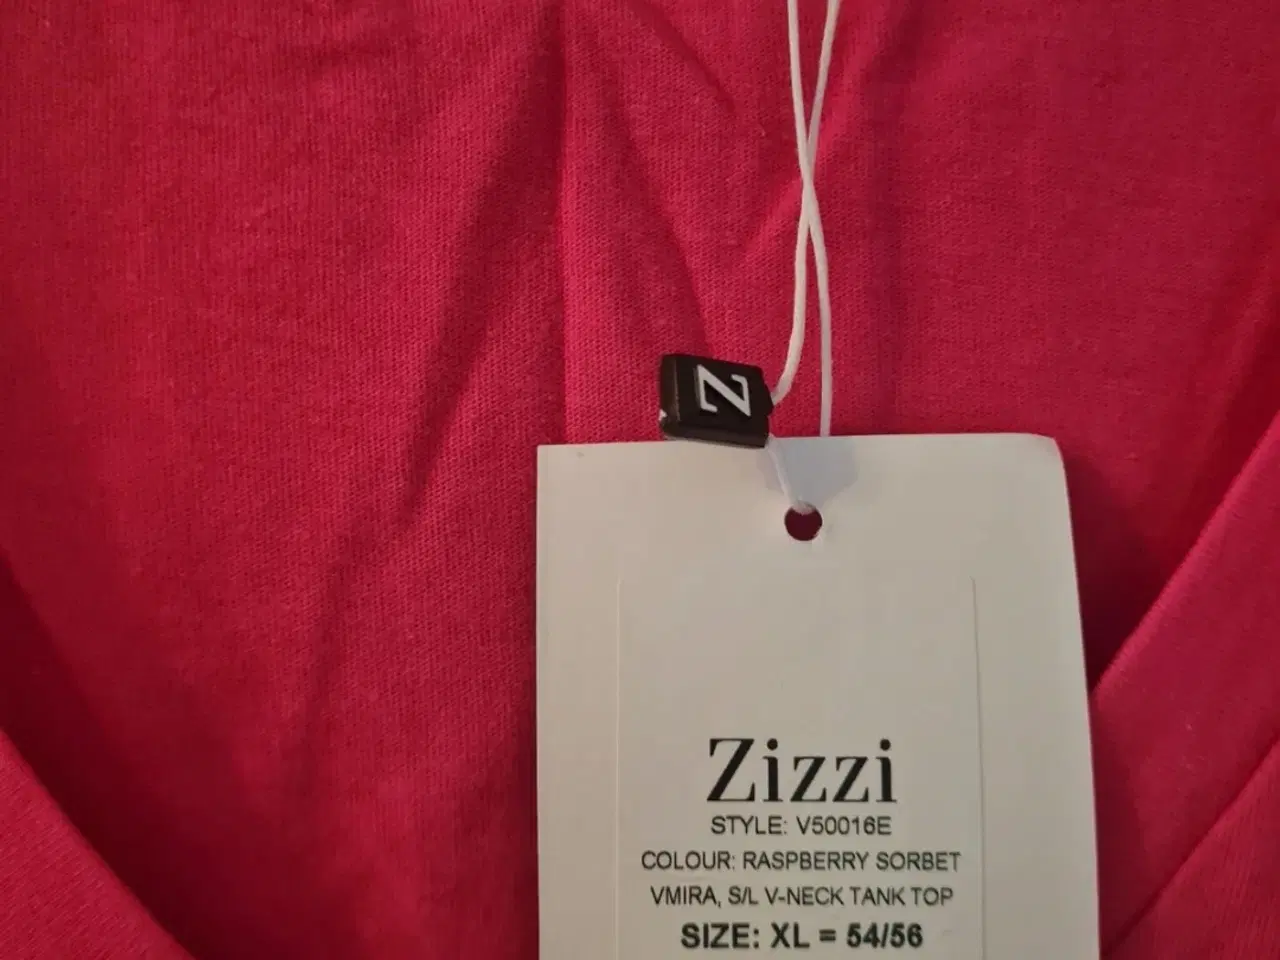 Z
Zizzi
STYLE: V50016E
COLOUR: RASPBERRY SORBET
VMIRA, S/L V-NECK TANK TOP
SIZE: XL = 54/56